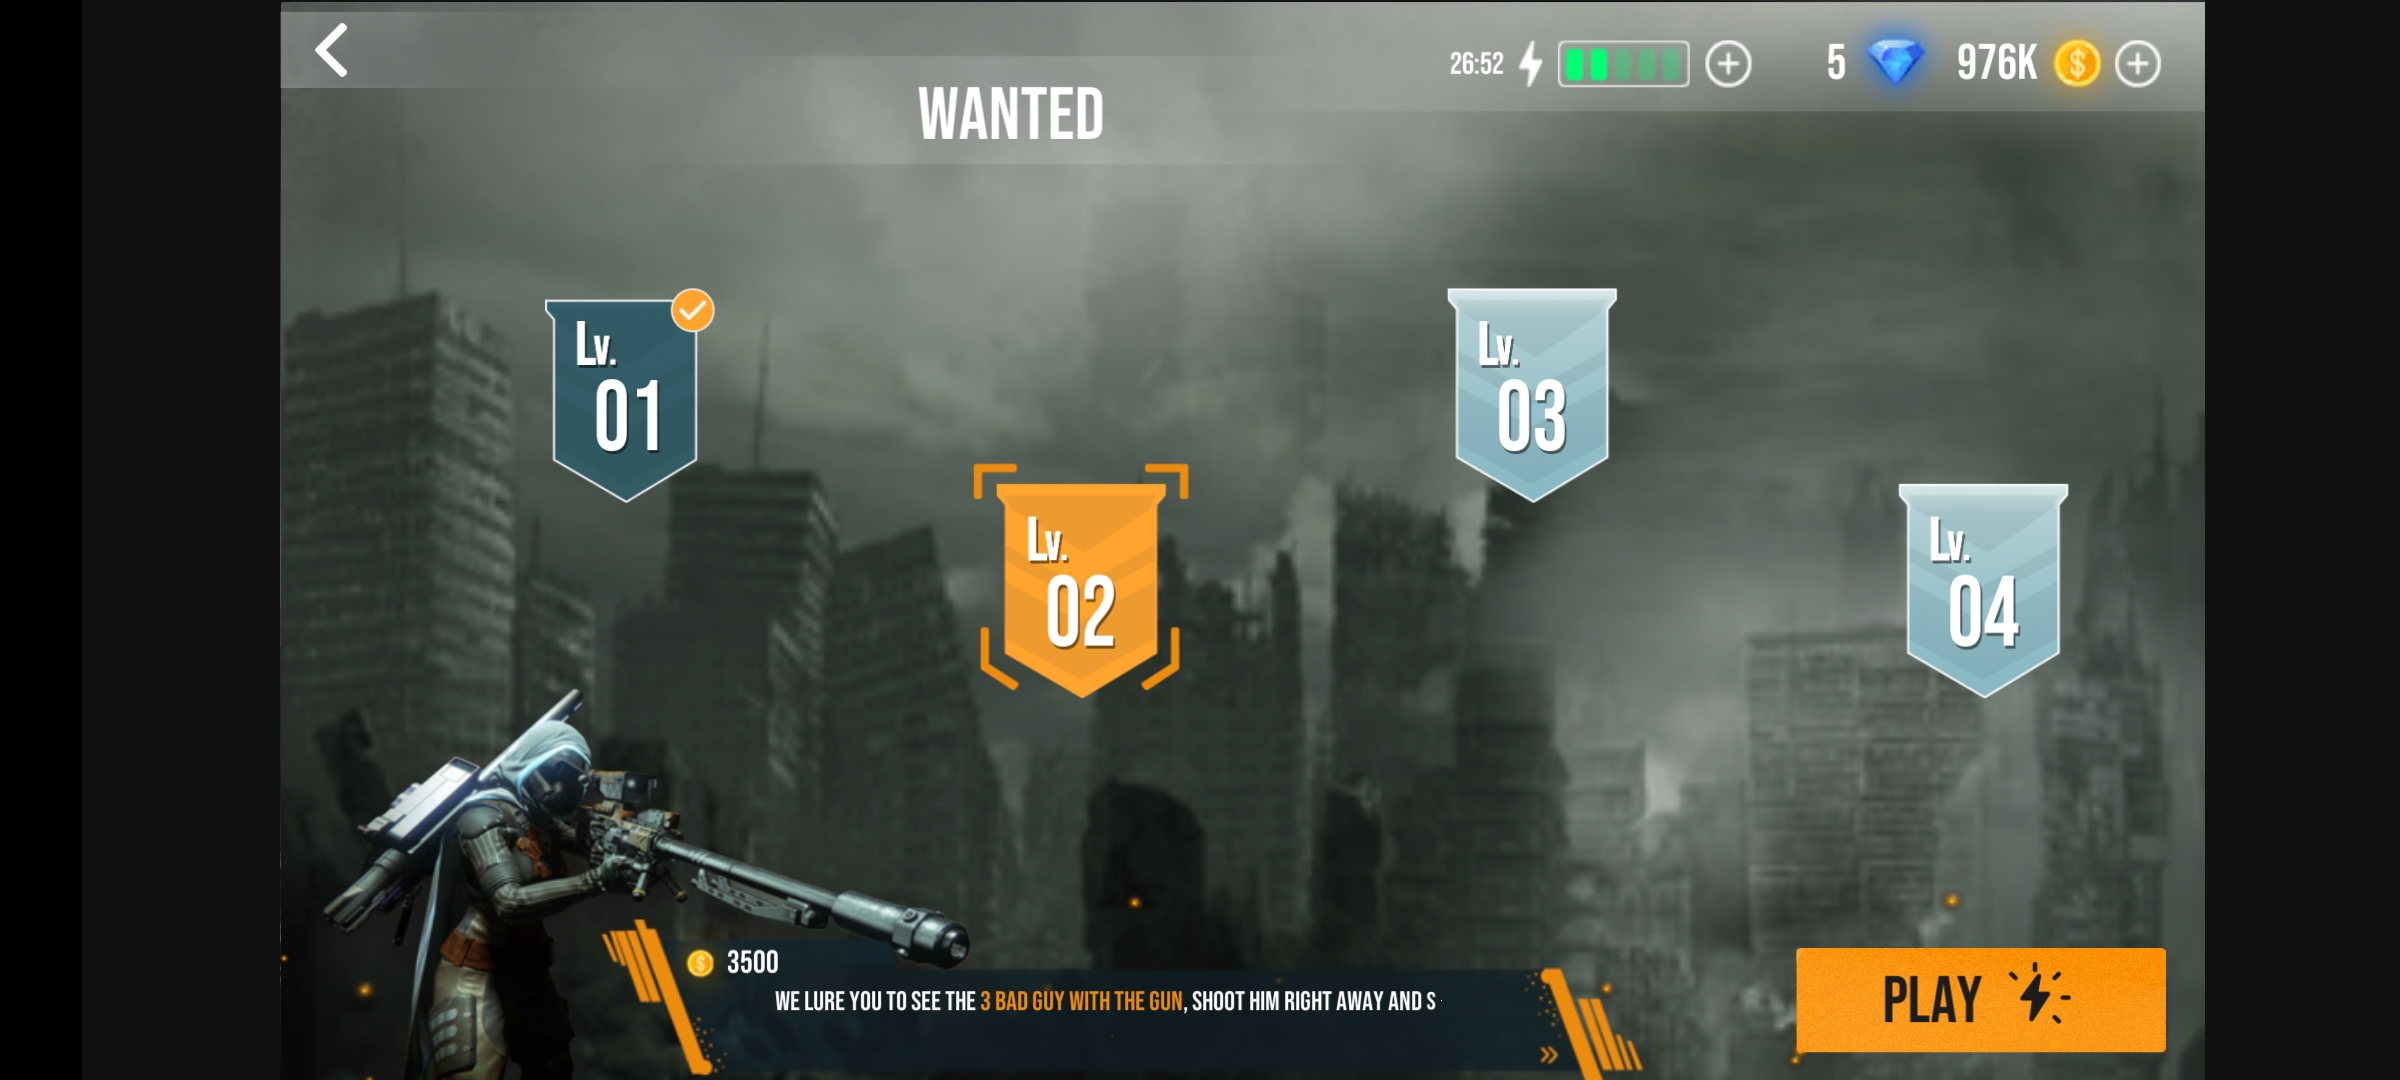 26:52
5
976K
WANTED
Lv.
01
Lv.
02
Lv.
03
Lv.
04
3500
WE LURE YOU TO SEE THE 3 BAD GUY WITH THE GUN, SHOOT HIM RIGHT AWAY AND S
PLAY